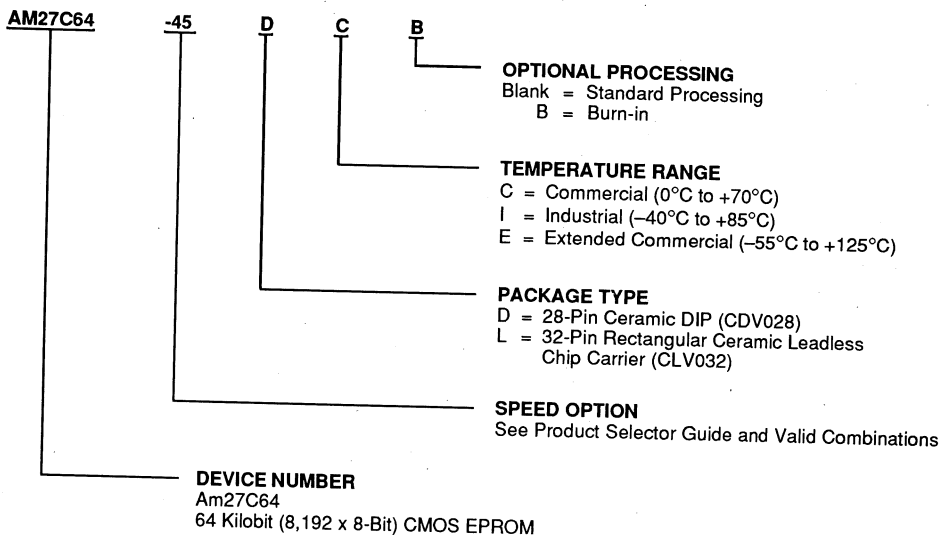 AM27C64 -45 D C B
OPTIONAL PROCESSING
Blank = Standard Processing
B = Burn-in
TEMPERATURE RANGE
C = Commercial (0°C to +70°C)
I = Industrial (–40°C to +85°C)
E = Extended Commercial (–55°C to +125°C)
PACKAGE TYPE
D = 28-Pin Ceramic DIP (CDV028)
L = 32-Pin Rectangular Ceramic Leadless
Chip Carrier (CLV032)
SPEED OPTION
See Product Selector Guide and Valid Combinations
DEVICE NUMBER
Am27C64
64 Kilobit (8,192 x 8-Bit) CMOS EPROM